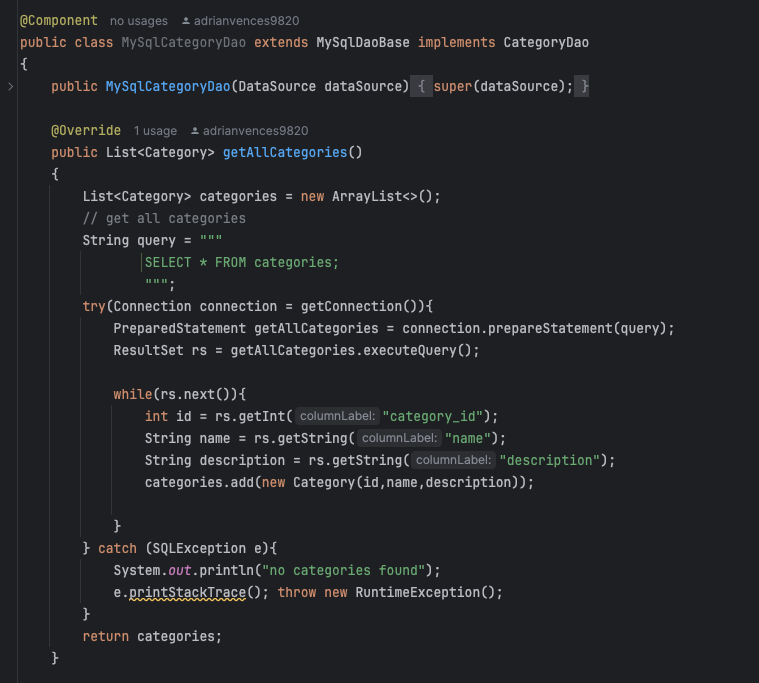 @Component no usages adrianvences9820
public class MySqlCategoryDao extends MySqlDaoBase implements CategoryDao
{
public MySqlCategoryDao(DataSource dataSource) { super(dataSource); }
@Override 1 usage adrianvences9820
public List<Category> getAllCategories()
{
List<Category> categories = new ArrayList<>();
// get all categories
String query = """
SELECT * FROM categories;
""";
try(Connection connection = getConnection()){
PreparedStatement getAllCategories = connection.prepareStatement(query);
ResultSet rs = getAllCategories.executeQuery();
while(rs.next()){
int id = rs.getInt( columnLabel: "category_id");
String name = rs.getString( columnLabel: "name");
String description = rs.getString( columnLabel: "description");
categories.add(new Category(id,name,description));
}
} catch (SQLException e){
System.out.println("no categories found");
e.printStackTrace(); throw new RuntimeException();
}
return categories;
}